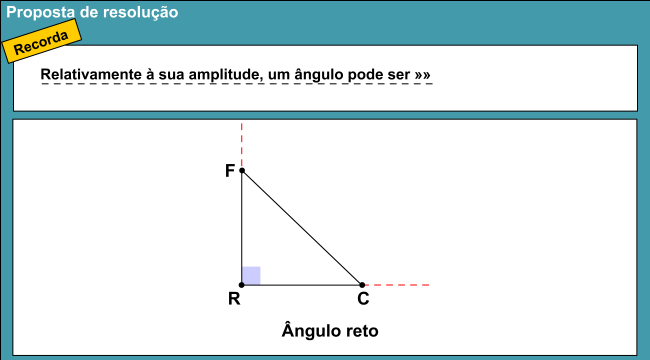 Proposta de resolução
Recorda
Relativamente à sua amplitude, um ângulo pode ser »»
F
R
C
Ângulo reto